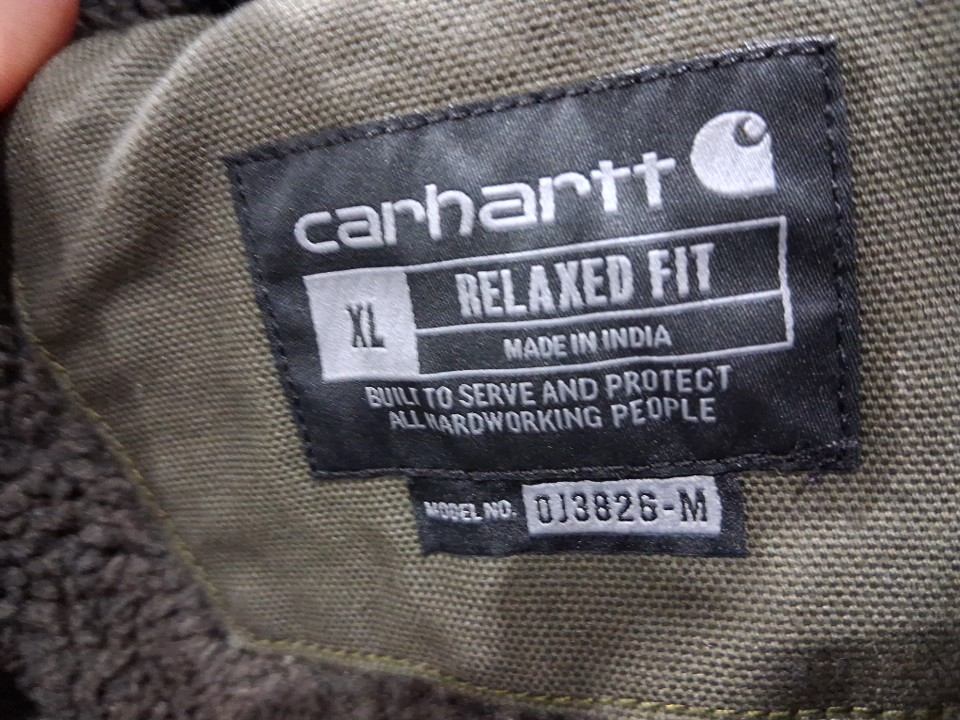 carhartt
XL
RELAXED FIT
MADE IN INDIA
BUILT TO SERVE AND PROTECT
ALL HARDWORKING PEOPLE
MODEL NO. OJ3826-M